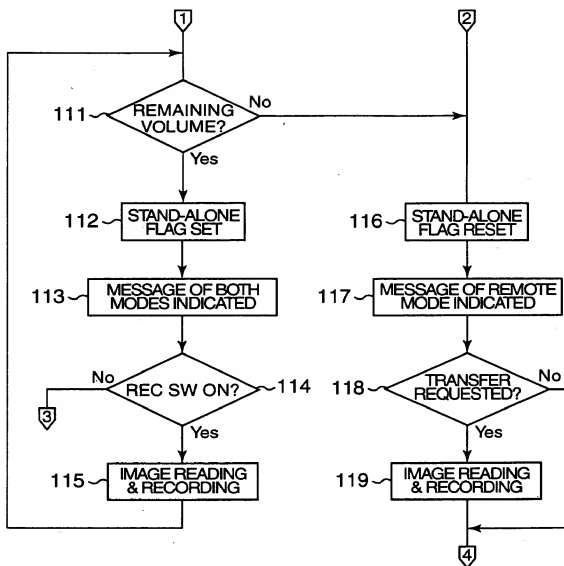 1
2
111
REMAINING
VOLUME?
No
Yes
112
STAND-ALONE
FLAG SET
116
STAND-ALONE
FLAG RESET
113
MESSAGE OF BOTH
MODES INDICATED
117
MESSAGE OF REMOTE
MODE INDICATED
No
REC SW ON?
114
3
Yes
118
TRANSFER
REQUESTED?
No
Yes
115
IMAGE READING
& RECORDING
119
IMAGE READING
& RECORDING
4